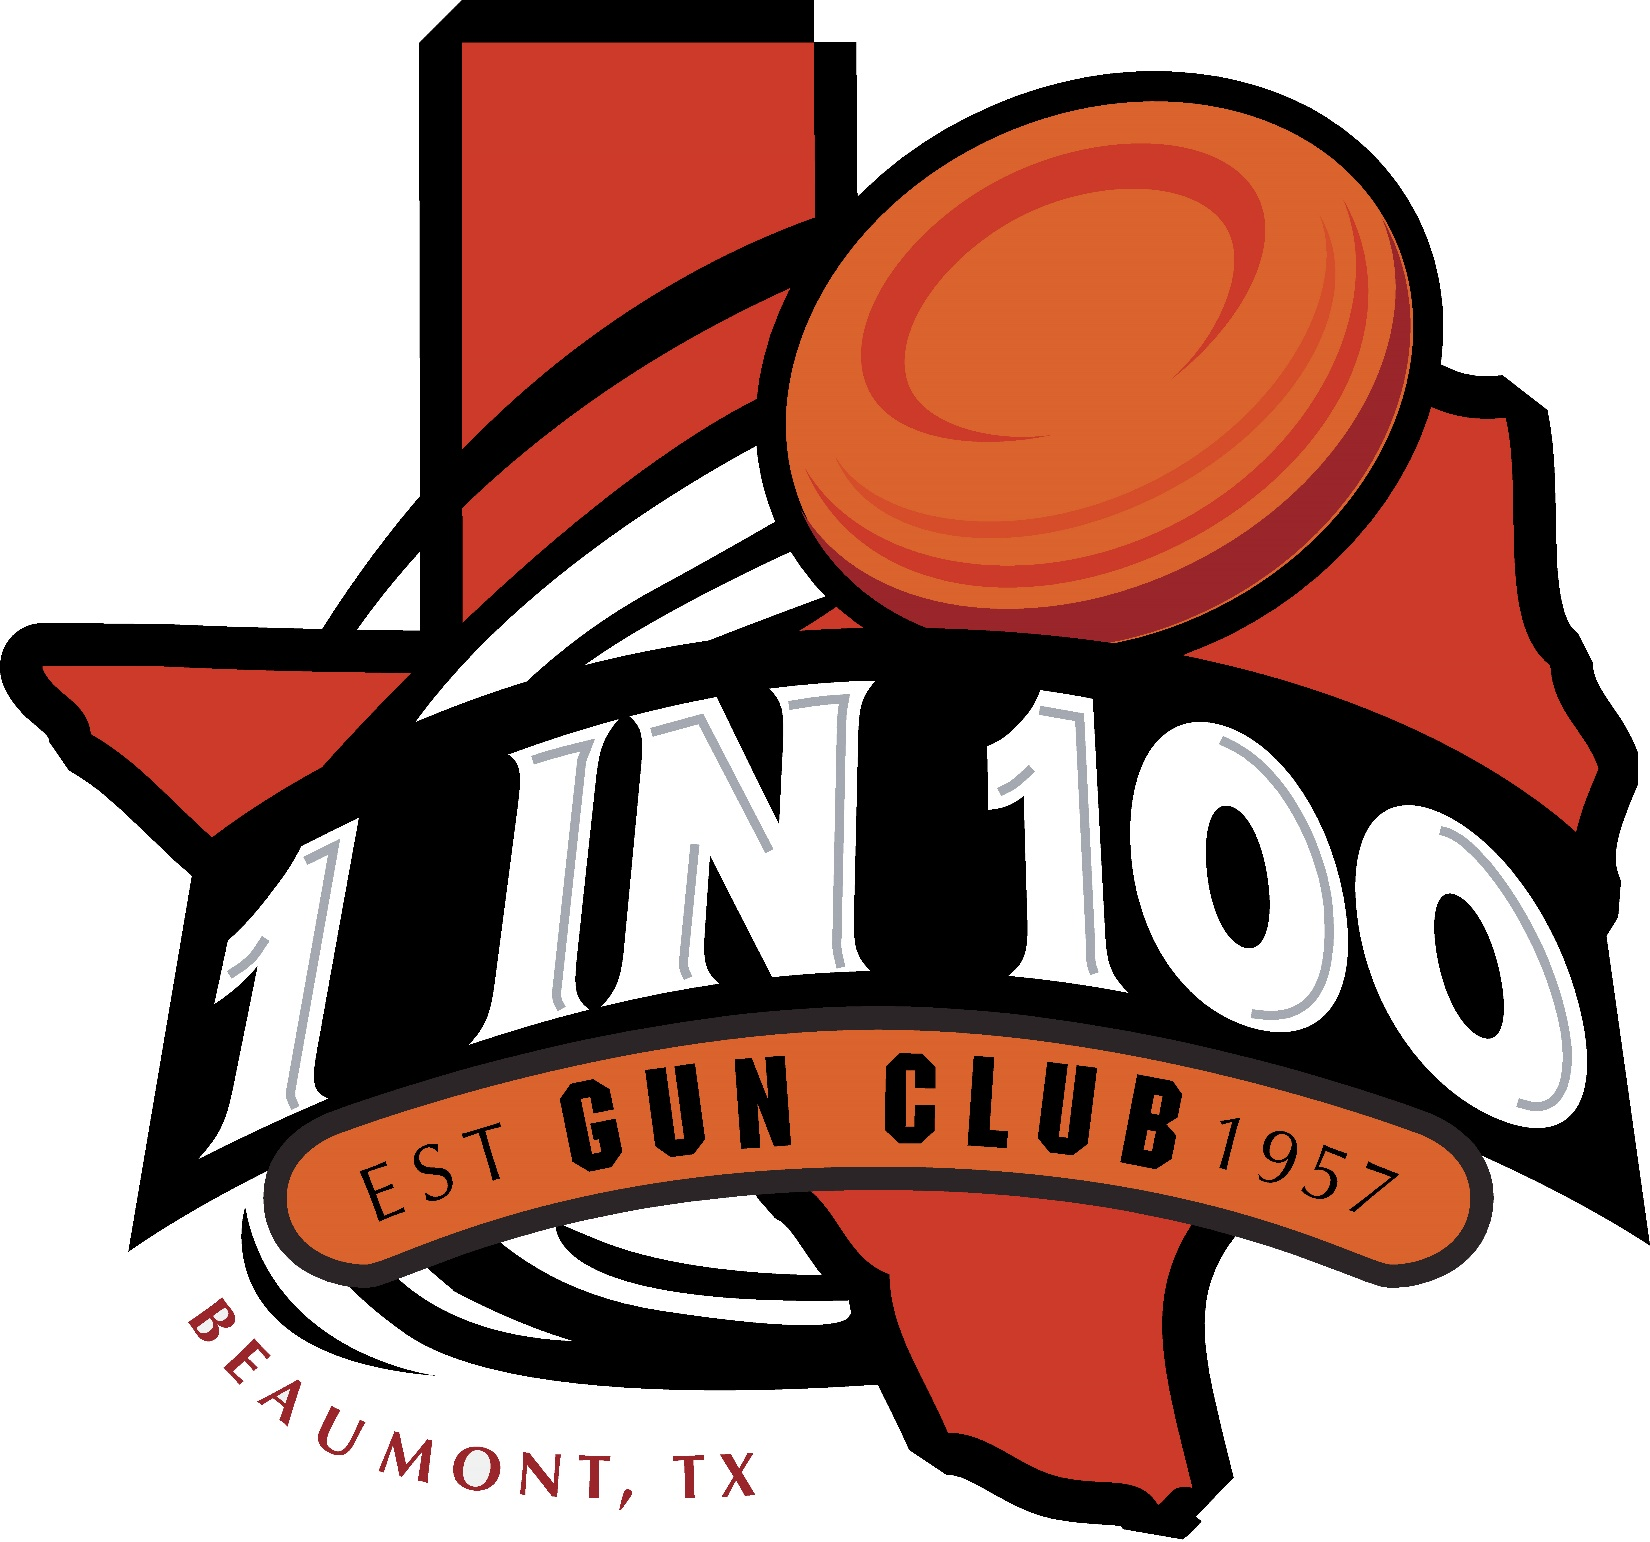 1 IN 100
EST GUN CLUB 1957
BEAUMONT, TX